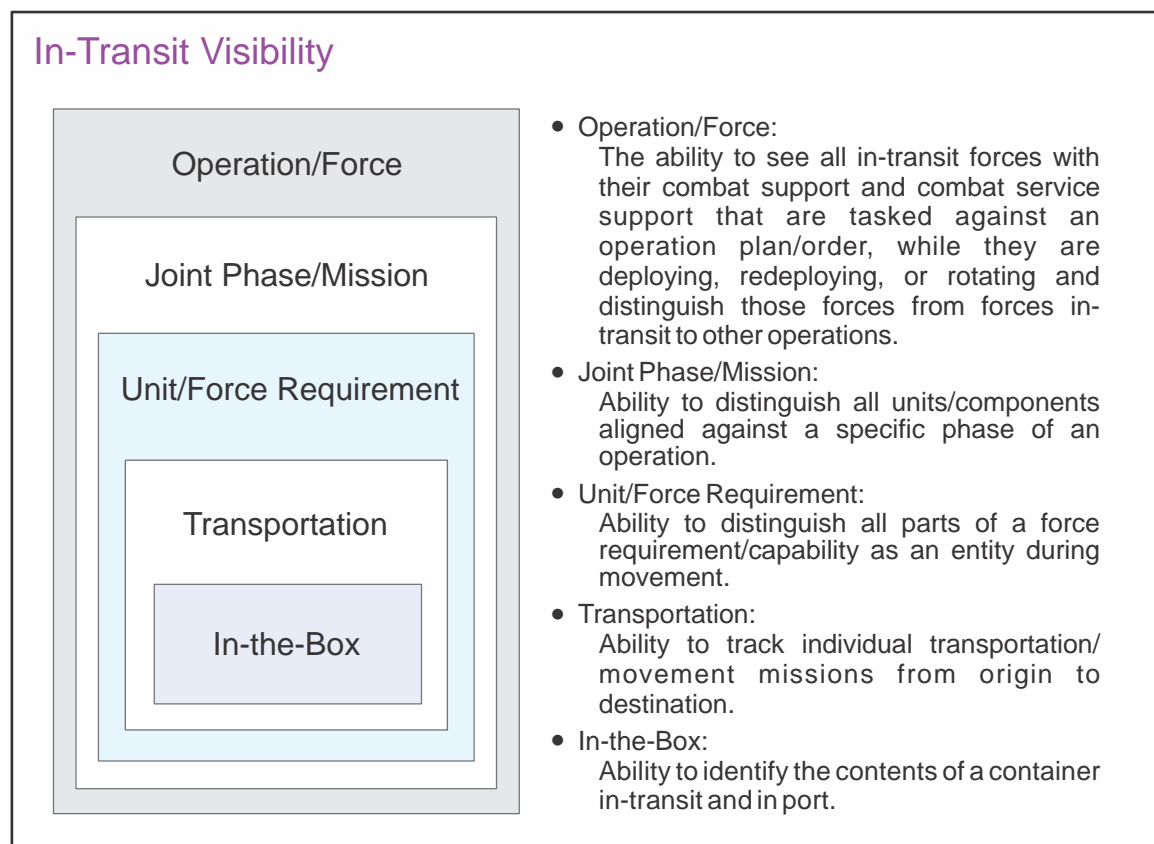 In-Transit Visibility
Operation/Force
Joint Phase/Mission
Unit/Force Requirement
Transportation
In-the-Box
• Operation/Force:
The ability to see all in-transit forces with
their combat support and combat service
support that are tasked against an
operation plan/order, while they are
deploying, redeploying, or rotating and
distinguish those forces from forces in-
transit to other operations.
• Joint Phase/Mission:
Ability to distinguish all units/components
aligned against a specific phase of an
operation.
• Unit/Force Requirement:
Ability to distinguish all parts of a force
requirement/capability as an entity during
movement.
• Transportation:
Ability to track individual transportation/
movement missions from origin to
destination.
• In-the-Box:
Ability to identify the contents of a container
in-transit and in port.